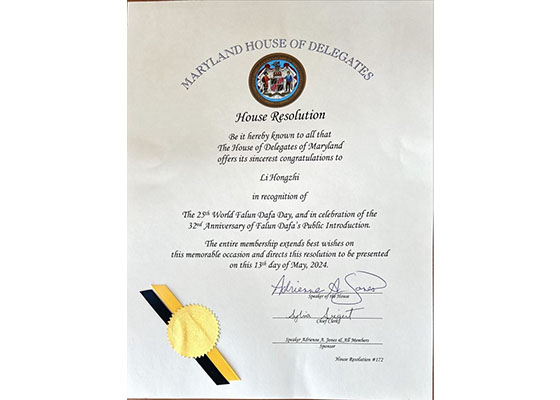 MARYLAND HOUSE OF DELEGATES
House Resolution
Be it hereby known to all that
The House of Delegates of Maryland
offers its sincerest congratulations to
Li Hongzhi
in recognition of
The 25th World Falun Dafa Day, and in celebration of the
32nd Anniversary of Falun Dafa's Public Introduction.
The entire membership extends best wishes on
this memorable occasion and directs this resolution to be presented
on this 13th day of May, 2024.
Adrienne A. Jones
Speaker of the House
Sylvia Siegert
Chief Clerk
Speaker Adrienne A. Jones & All Members
Sponsor
House Resolution #172